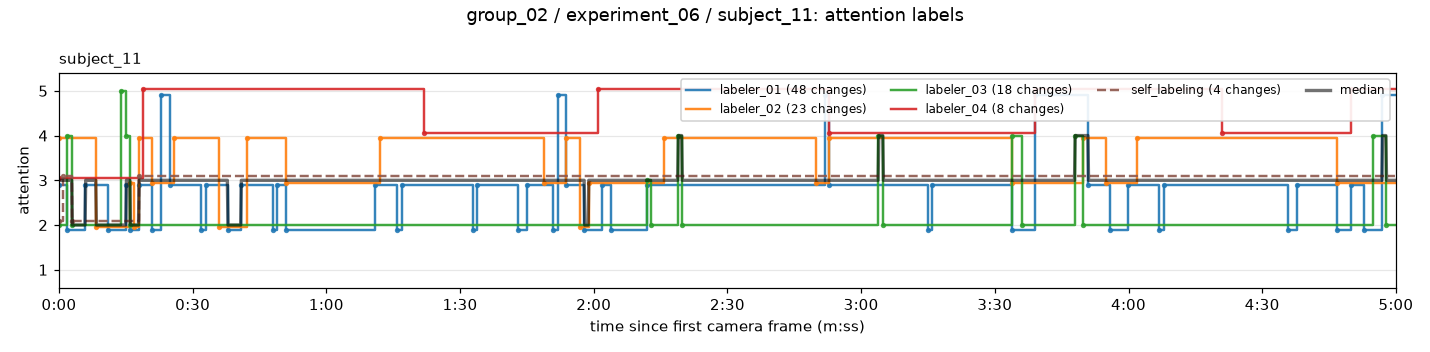 group_02 / experiment_06 / subject_11: attention labels
subject_11
labeler_01 (48 changes)
labeler_02 (23 changes)
labeler_03 (18 changes)
labeler_04 (8 changes)
self_labeling (4 changes)
median
attention
5
4
3
2
1
0:00 0:30 1:00 1:30 2:00 2:30 3:00 3:30 4:00 4:30 5:00
time since first camera frame (m:ss)